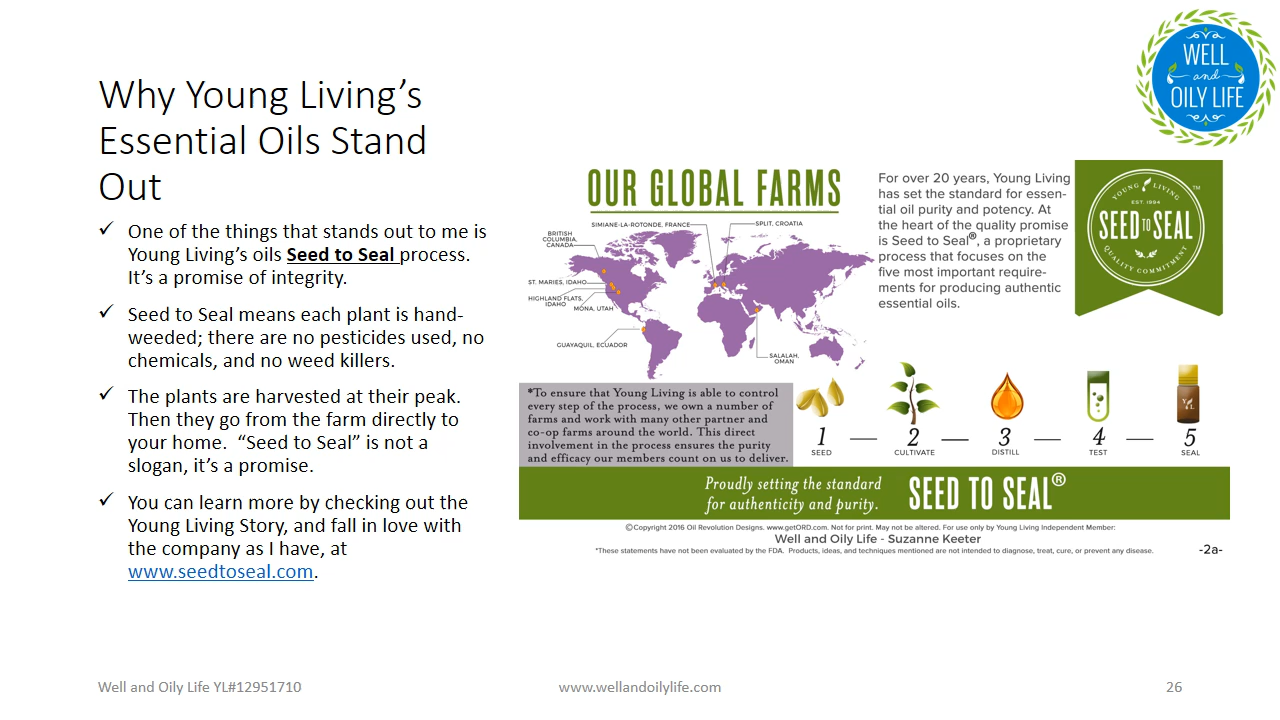 WELL
and
OILY LIFE
Why Young Living’s
Essential Oils Stand
Out
✓ One of the things that stands out to me is
Young Living’s oils Seed to Seal process.
It’s a promise of integrity.
✓ Seed to Seal means each plant is hand-
weeded; there are no pesticides used, no
chemicals, and no weed killers.
✓ The plants are harvested at their peak.
Then they go from the farm directly to
your home. “Seed to Seal” is not a
slogan, it’s a promise.
✓ You can learn more by checking out the
Young Living Story, and fall in love with
the company as I have, at
www.seedtoseal.com.
OUR GLOBAL FARMS
SIMIANE-LA-ROTONDE, FRANCE
SPLIT, CROATIA
BRITISH
COLUMBIA,
CANADA
ST. MARIES, IDAHO
HIGHLAND FLATS,
IDAHO
MONA, UTAH
GUAYAQUIL, ECUADOR
SALALAH,
OMAN
For over 20 years, Young Living
has set the standard for essen-
tial oil purity and potency. At
the heart of the quality promise
is Seed to Seal®, a proprietary
process that focuses on the
five most important require-
ments for producing authentic
essential oils.
YOUNG LIVING
TM
EST. 1994
SEED TO SEAL
QUALITY COMMITMENT
*To ensure that Young Living is able to control
every step of the process, we own a number of
farms and work with many other partner and
co-op farms around the world. This direct
involvement in the process ensures the purity
and efficacy our members count on us to deliver.
YL
1 2 3 4 5
SEED CULTIVATE DISTILL TEST SEAL
Proudly setting the standard
for authenticity and purity.
SEED TO SEAL®
©Copyright 2016 Oil Revolution Designs. www.getORD.com. Not for print. May not be altered. For use only by Young Living Independent Member:
Well and Oily Life - Suzanne Keeter
*These statements have not been evaluated by the FDA. Products, ideas, and techniques mentioned are not intended to diagnose, treat, cure, or prevent any disease.
-2a-
Well and Oily Life YL#12951710
www.wellandoilylife.com
26